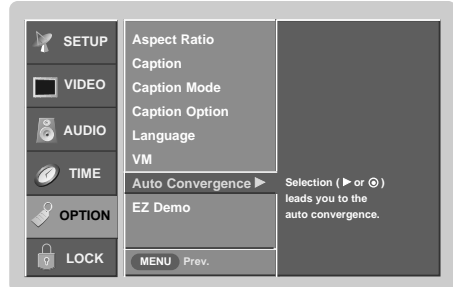 SETUP
VIDEO
AUDIO
TIME
OPTION
LOCK
Aspect Ratio
Caption
Caption Mode
Caption Option
Language
VM
Auto Convergence ▶
EZ Demo
MENU Prev.
Selection ( ▶ or ⊙ )
leads you to the
auto convergence.